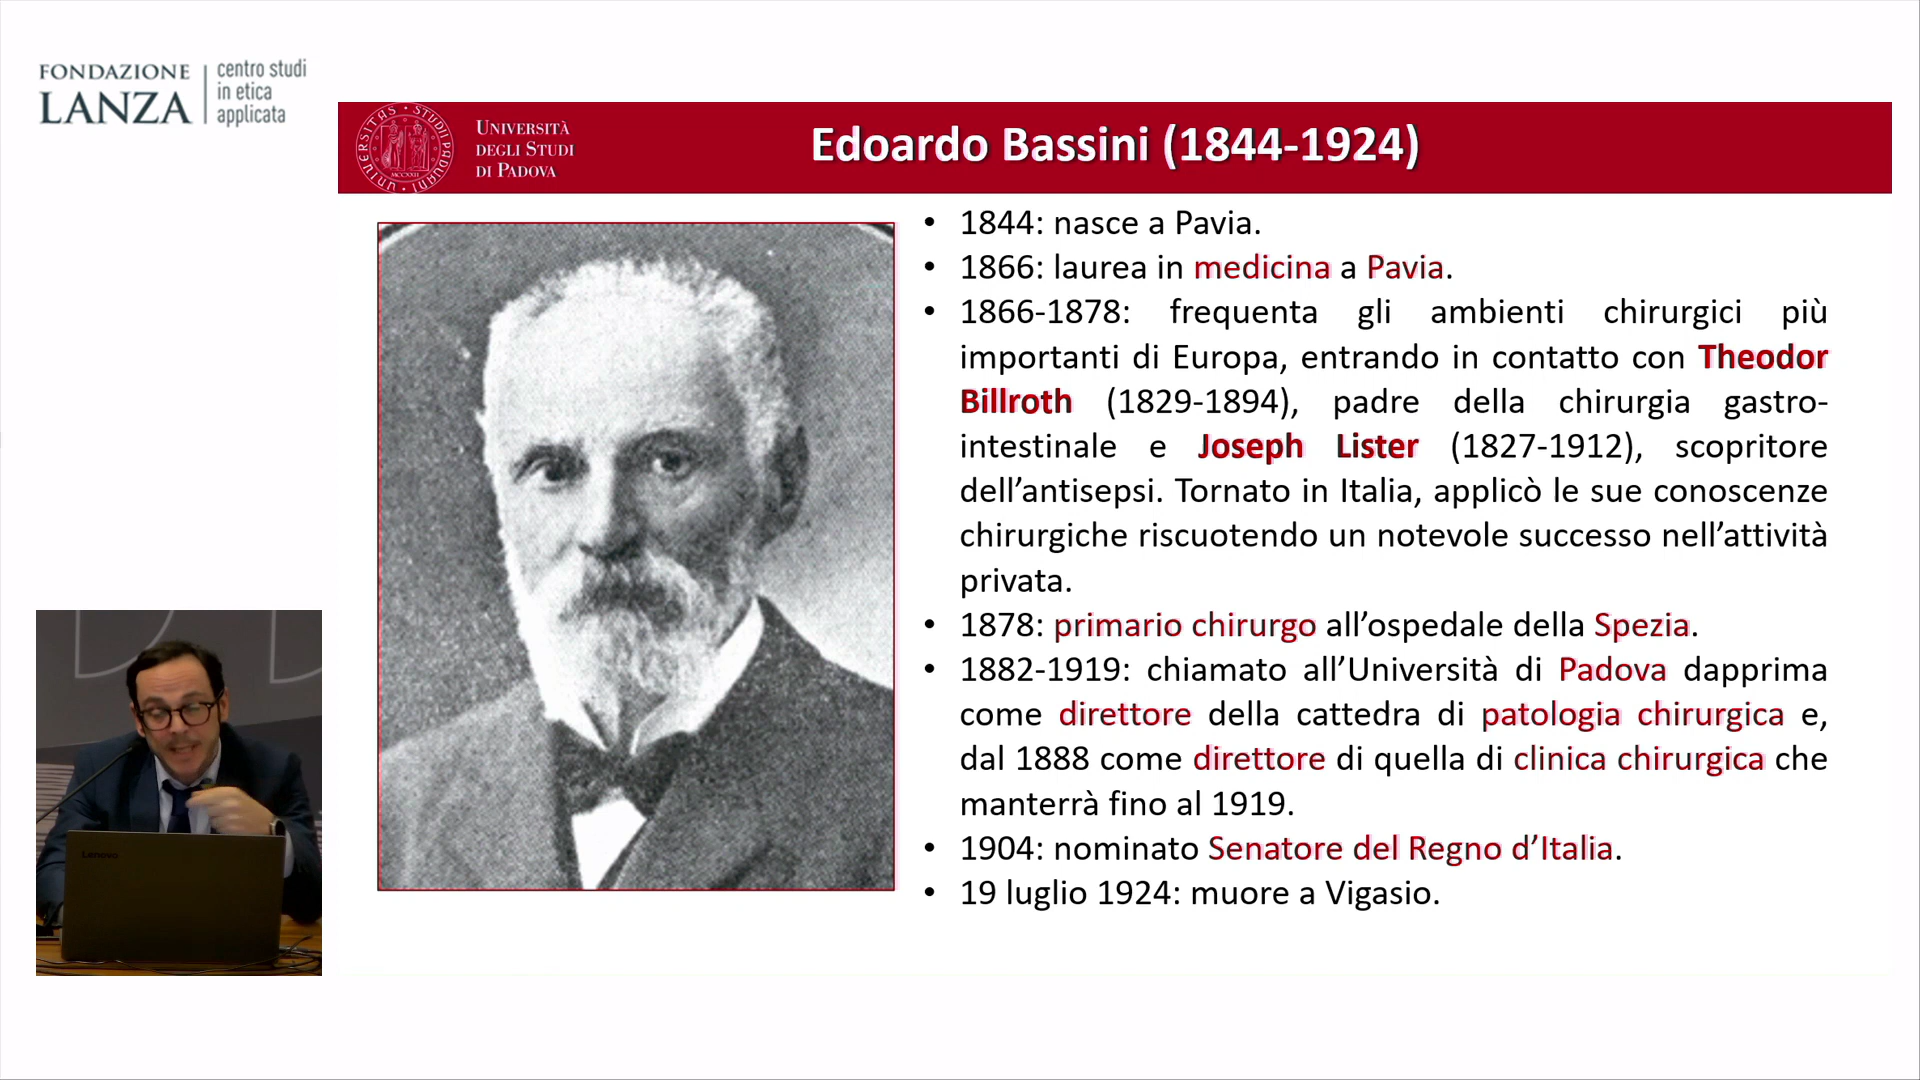 FONDAZIONE
LANZA
centro studi
in etica
applicata
UNIVERSITÀ
DEGLI STUDI
DI PADOVA
Edoardo Bassini (1844-1924)
• 1844: nasce a Pavia.
• 1866: laurea in medicina a Pavia.
• 1866-1878: frequenta gli ambienti chirurgici più
importanti di Europa, entrando in contatto con Theodor
Billroth (1829-1894), padre della chirurgia gastro-
intestinale e Joseph Lister (1827-1912), scopritore
dell’antisepsi. Tornato in Italia, applicò le sue conoscenze
chirurgiche riscuotendo un notevole successo nell’attività
privata.
• 1878: primario chirurgo all’ospedale della Spezia.
• 1882-1919: chiamato all’Università di Padova dapprima
come direttore della cattedra di patologia chirurgica e,
dal 1888 come direttore di quella di clinica chirurgica che
manterrà fino al 1919.
• 1904: nominato Senatore del Regno d’Italia.
• 19 luglio 1924: muore a Vigasio.
Lenovo